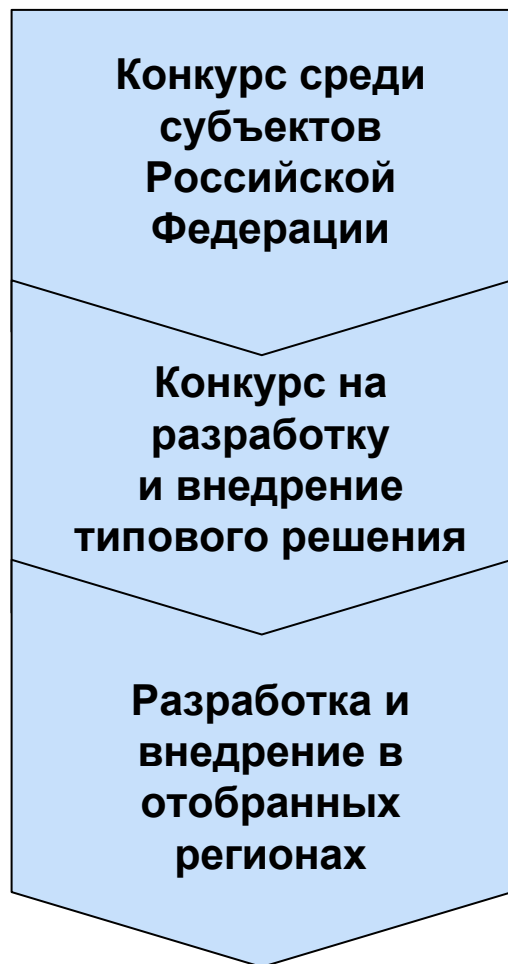 Конкурс среди
субъектов
Российской
Федерации
Конкурс на
разработку
и внедрение
типового решения
Разработка и
внедрение в
отобранных
регионах